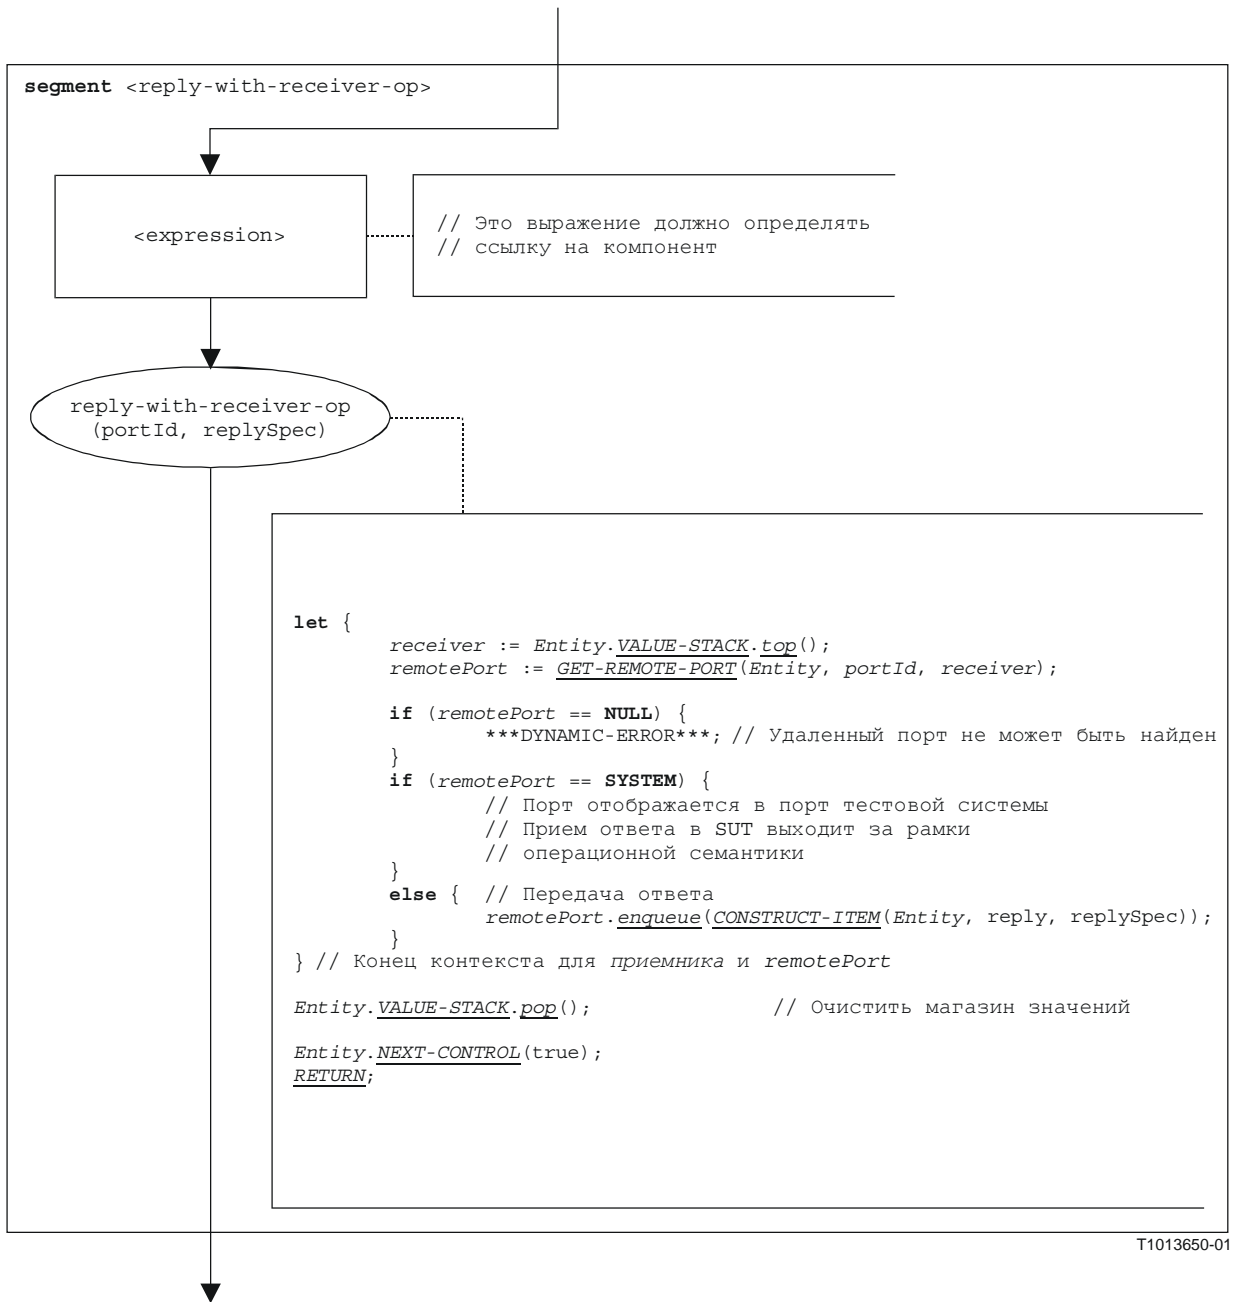 segment <reply-with-receiver-op>
<expression>
// Это выражение должно определять
// ссылку на компонент
reply-with-receiver-op
(portId, replySpec)
let {
receiver := Entity.VALUE-STACK.top();
remotePort := GET-REMOTE-PORT(Entity, portId, receiver);
if (remotePort == NULL) {
***DYNAMIC-ERROR***; // Удаленный порт не может быть найден
}
if (remotePort == SYSTEM) {
// Порт отображается в порт тестовой системы
// Прием ответа в SUT выходит за рамки
// операционной семантики
}
else { // Передача ответа
remotePort.enqueue(CONSTRUCT-ITEM(Entity, reply, replySpec));
}
} // Конец контекста для приемника и remotePort
Entity.VALUE-STACK.pop(); // Очистить магазин значений
Entity.NEXT-CONTROL(true);
RETURN;
T1013650-01